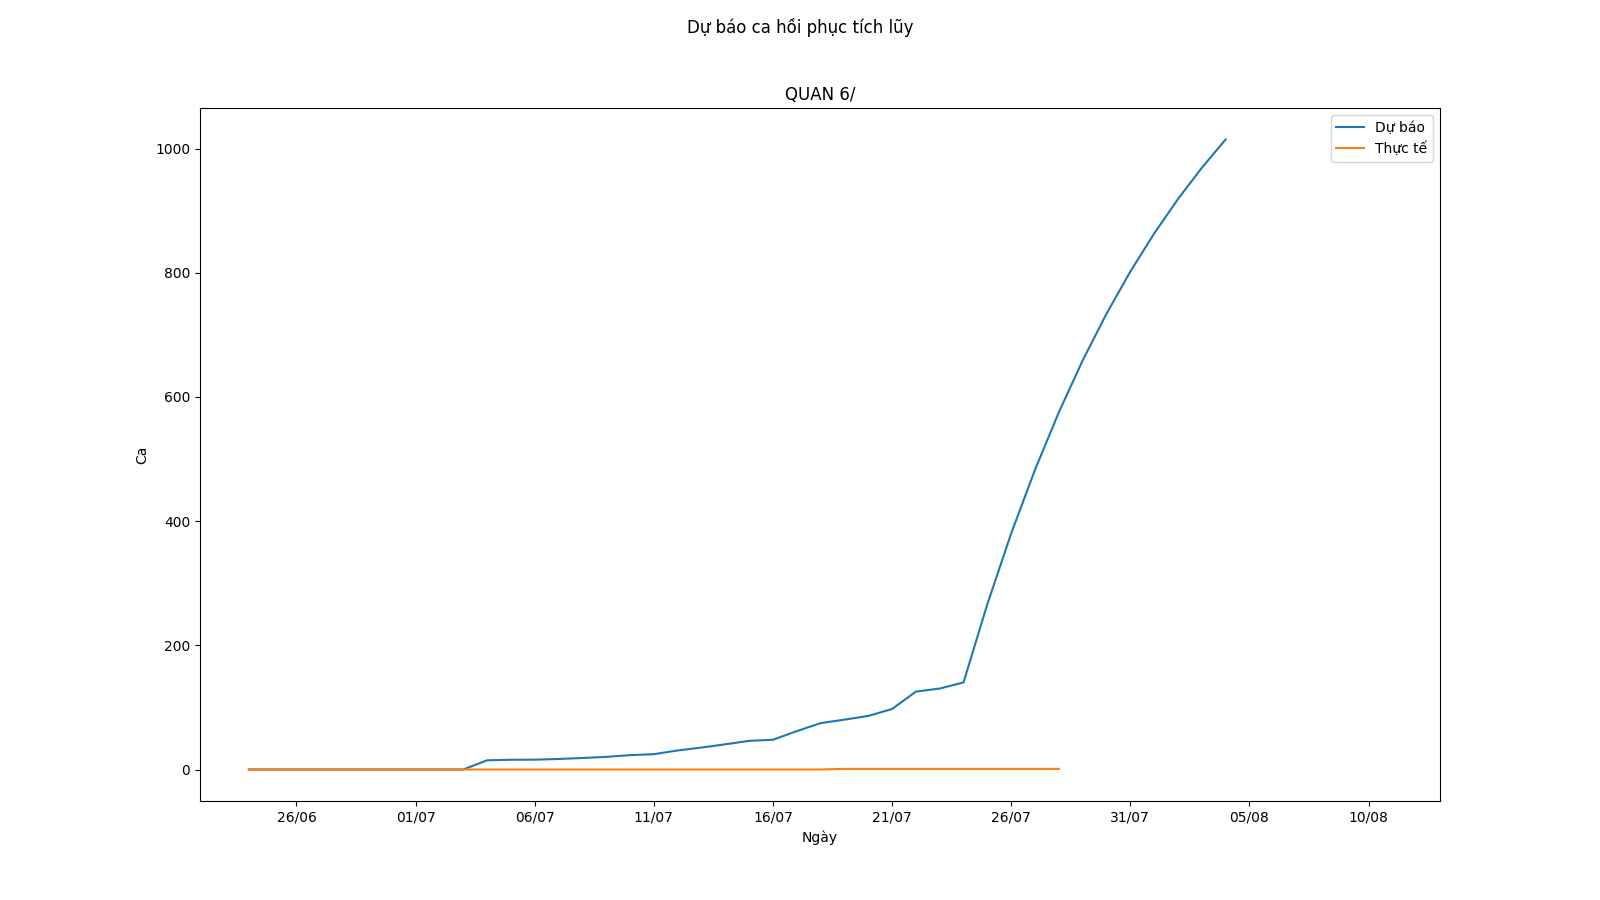 Dự báo ca hồi phục tích lũy
QUAN 6/
Dự báo
Thực tế
1000
800
600
400
200
0
Ca
26/06 01/07 06/07 11/07 16/07 21/07 26/07 31/07 05/08 10/08
Ngày